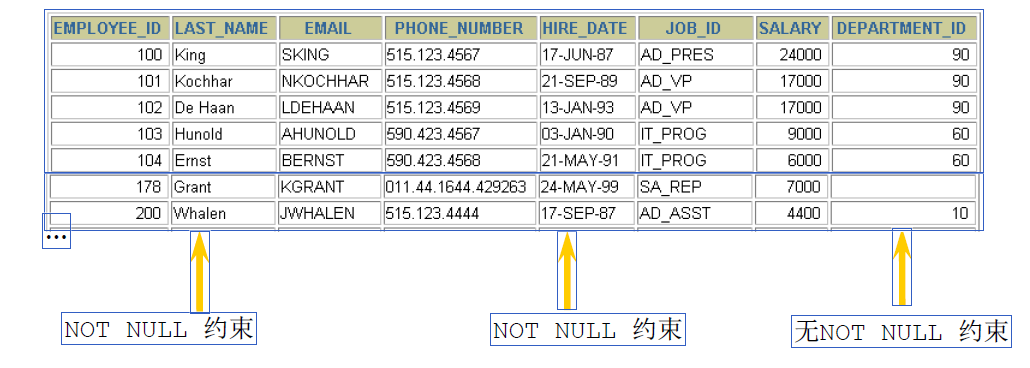 EMPLOYEE_ID LAST_NAME EMAIL PHONE_NUMBER HIRE_DATE JOB_ID SALARY DEPARTMENT_ID
100 King SKING 515.123.4567 17-JUN-87 AD_PRES 24000 90
101 Kochhar NKOCHHAR 515.123.4568 21-SEP-89 AD_VP 17000 90
102 De Haan LDEHAAN 515.123.4569 13-JAN-93 AD_VP 17000 90
103 Hunold AHUNOLD 590.423.4567 03-JAN-90 IT_PROG 9000 60
104 Ernst BERNST 590.423.4568 21-MAY-91 IT_PROG 6000 60
178 Grant KGRANT 011.44.1644.429263 24-MAY-99 SA_REP 7000
200 Whalen JWHALEN 515.123.4444 17-SEP-87 AD_ASST 4400 10
...
NOT NULL 约束 NOT NULL 约束 无NOT NULL 约束